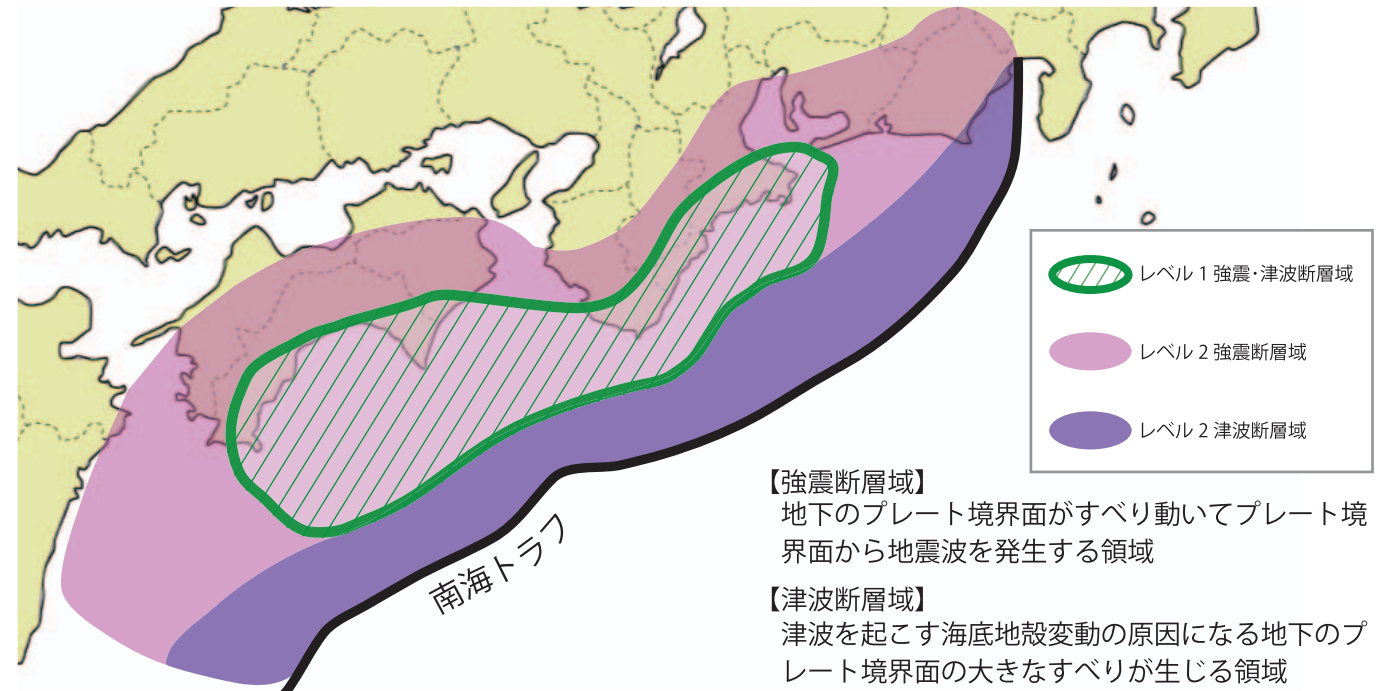 レベル1強震・津波断層域
レベル2強震断層域
レベル2津波断層域
南海トラフ
【強震断層域】
地下のプレート境界面がすべり動いてプレート境
界面から地震波を発生する領域
【津波断層域】
津波を起こす海底地殻変動の原因になる地下のプ
レート境界面の大きなすべりが生じる領域